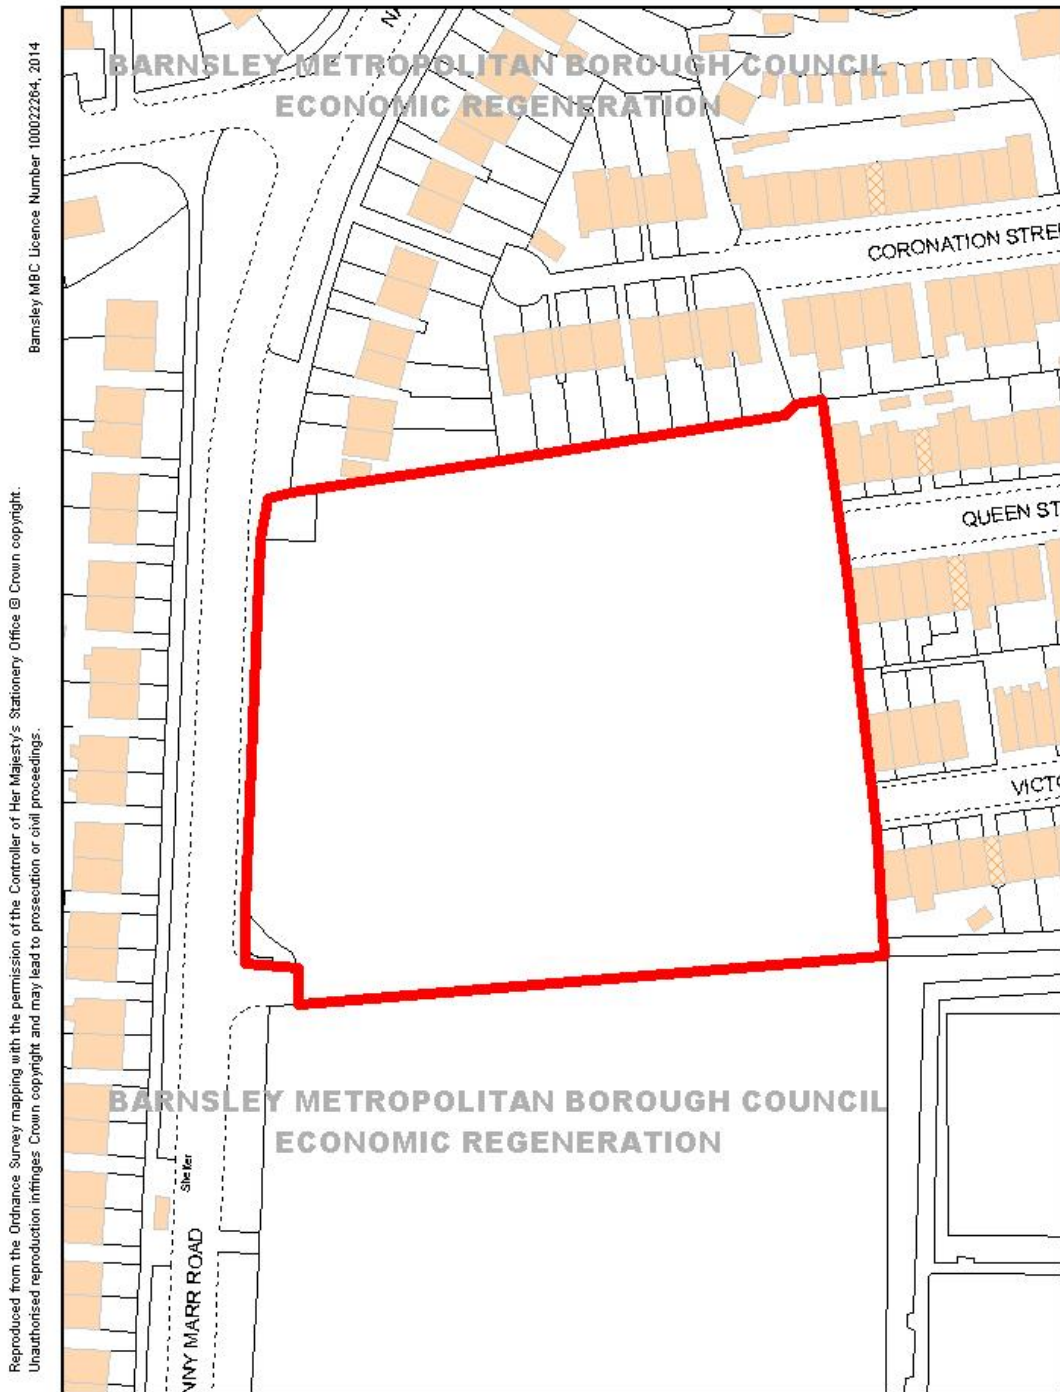 BARNSLEY METROPOLITAN BOROUGH COUNCIL
ECONOMIC REGENERATION
CORONATION STREE
QUEEN ST
VICTO
BARNSLEY METROPOLITAN BOROUGH COUNCIL
ECONOMIC REGENERATION
Shelter
NNY MARR ROAD
Barnsley MBC Licence Number 100022264, 2014
Reproduced from the Ordnance Survey mapping with the permission of the Controller of Her Majesty's Stationery Office © Crown copyright.
Unauthorised reproduction infringes Crown copyright and may lead to prosecution or civil proceedings.